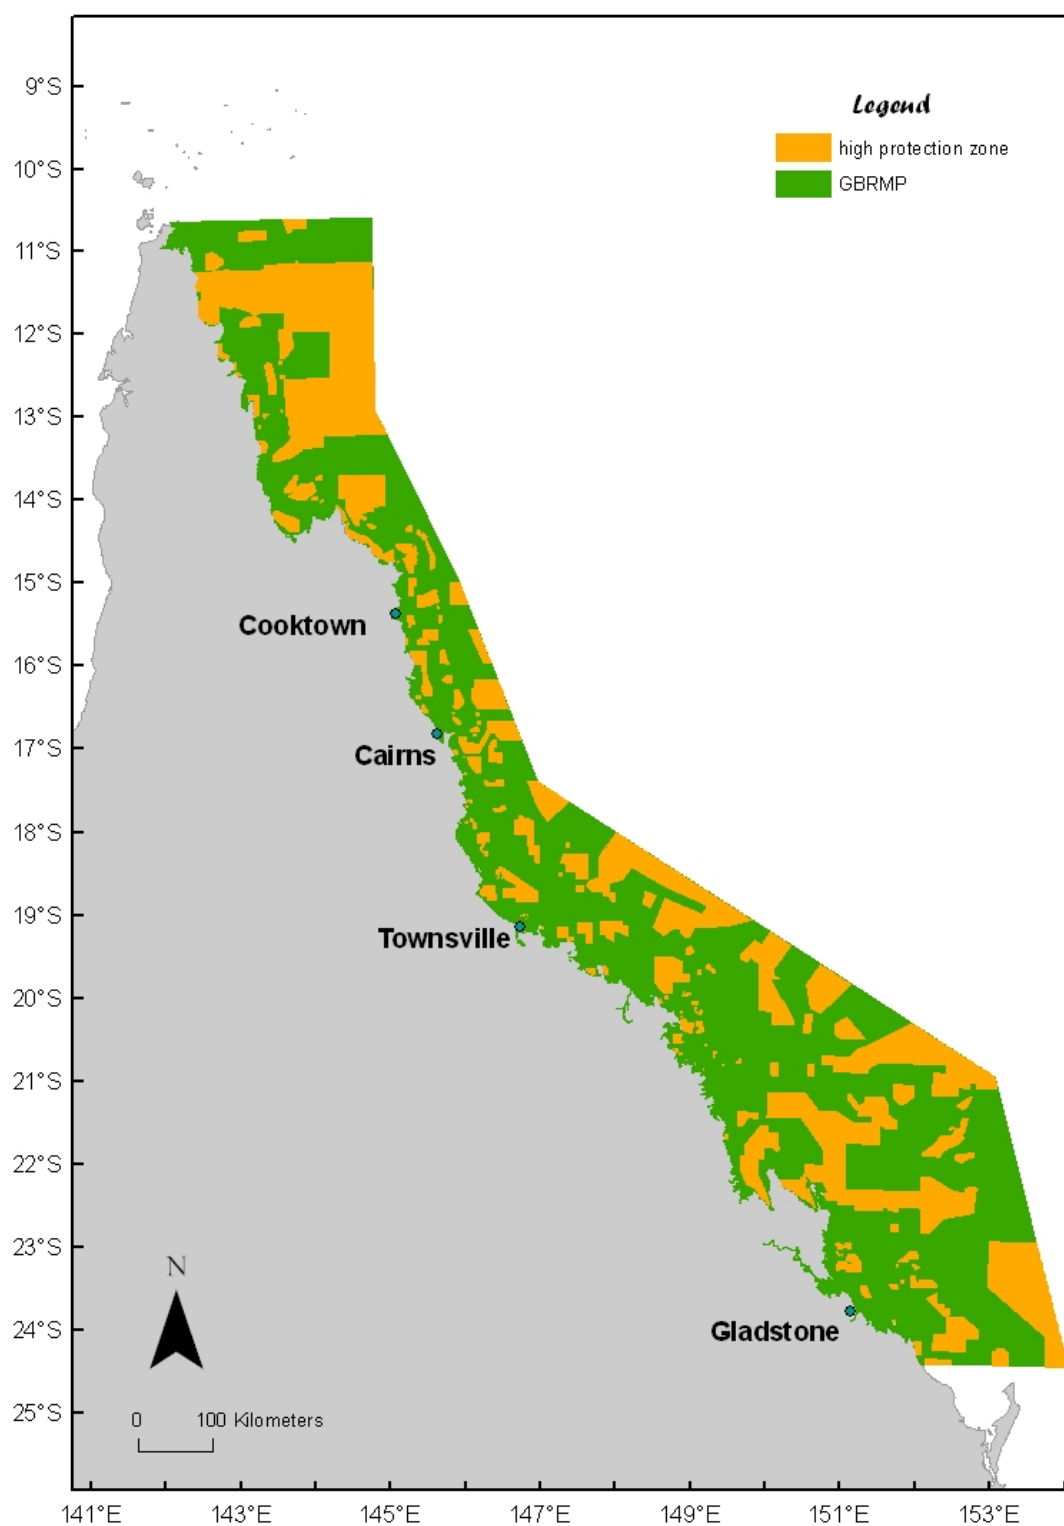 Legend
high protection zone
GBRMP
9°S
10°S
11°S
12°S
13°S
14°S
15°S
Cooktown
16°S
17°S
Cairns
18°S
19°S
Townsville
20°S
21°S
22°S
23°S
N
24°S
Gladstone
25°S
0 100 Kilometers
141°E 143°E 145°E 147°E 149°E 151°E 153°E